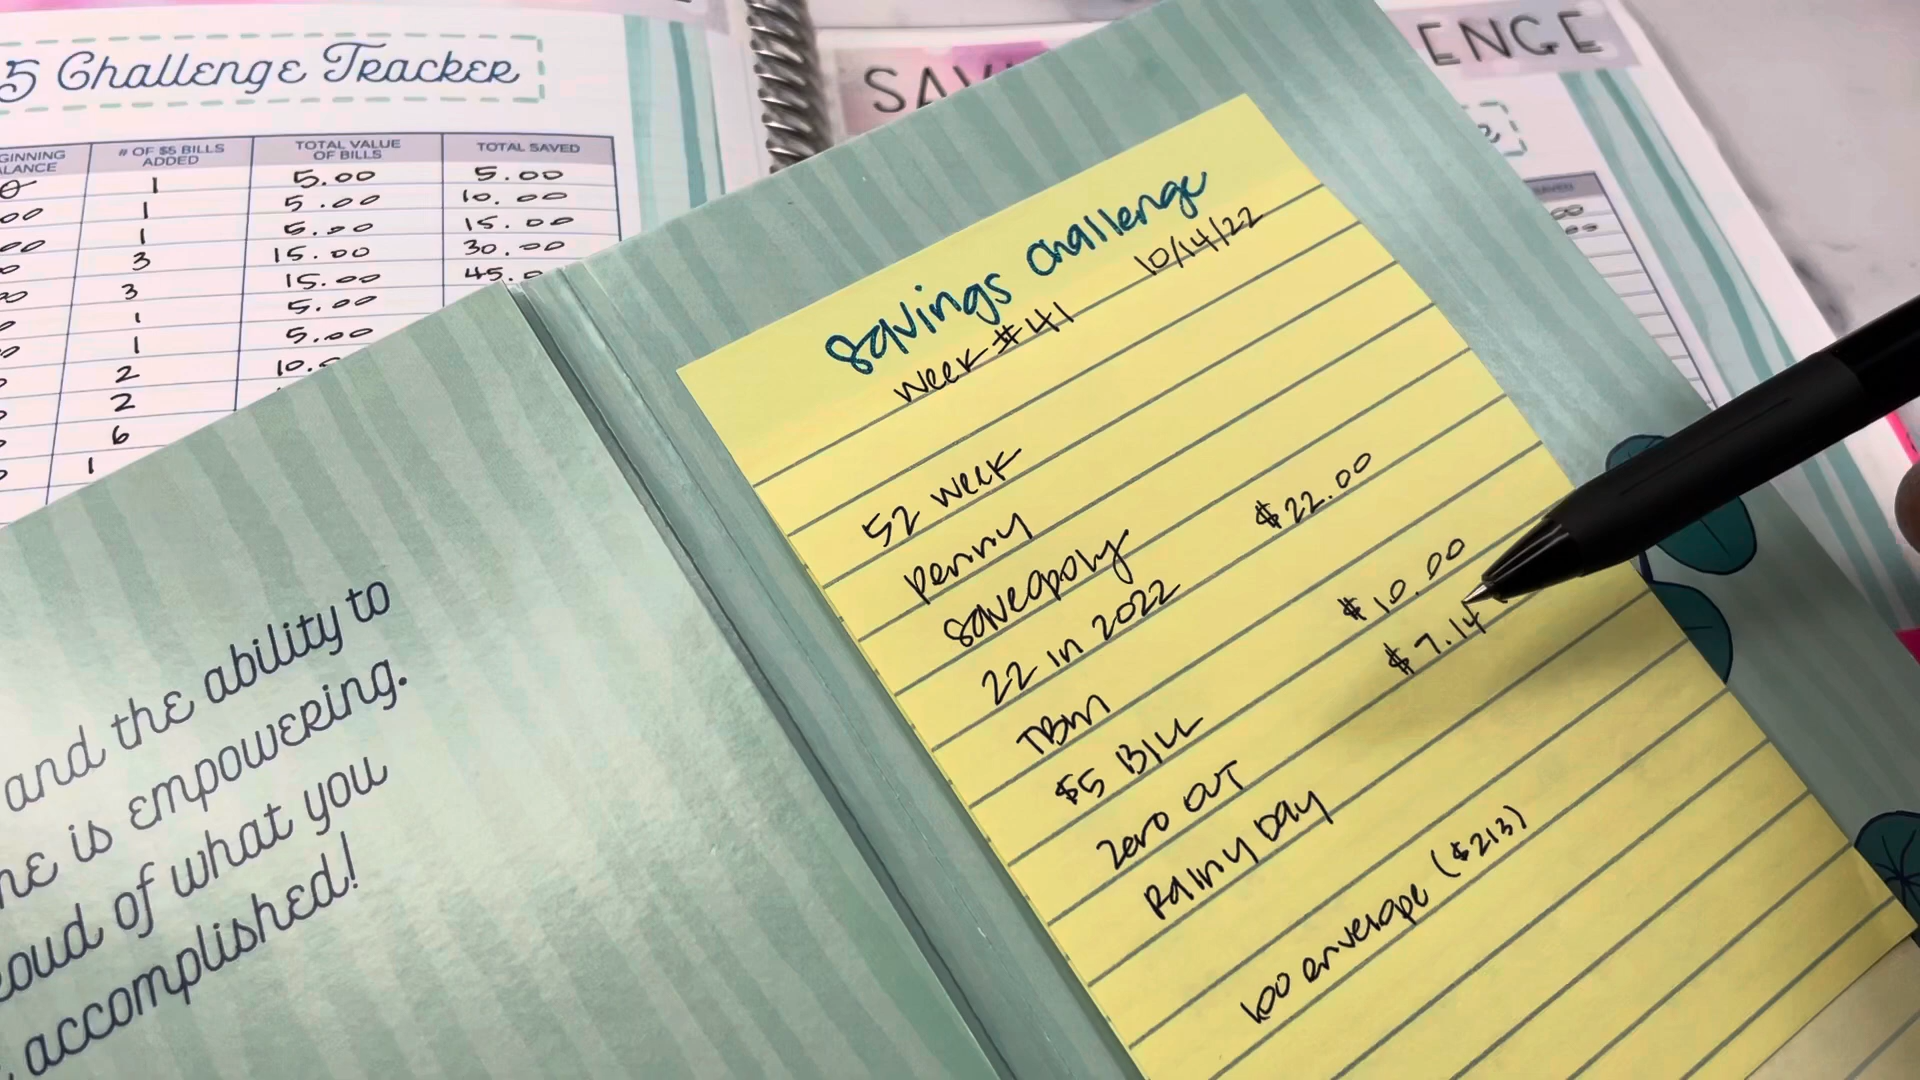 5 Challenge Tracker
# OF $5 BILLS ADDED
TOTAL VALUE OF BILLS
TOTAL SAVED
1 5.00 5.00
1 5.00 10.00
1 5.00 15.00
3 15.00 30.00
3 15.00 45.0
1 5.00
1 5.00
2 10.
2
6
1
ENGE
and the ability to
is empowering.
of what you
accomplished!
Savings Challenge
Week #41 10/14/22
52 week
Penny
Saveopoly
22 in 2022 $22.00
TBM
$5 Bill $10.00
Zero out $7.14
Rainy Day
100 envelope ($213)